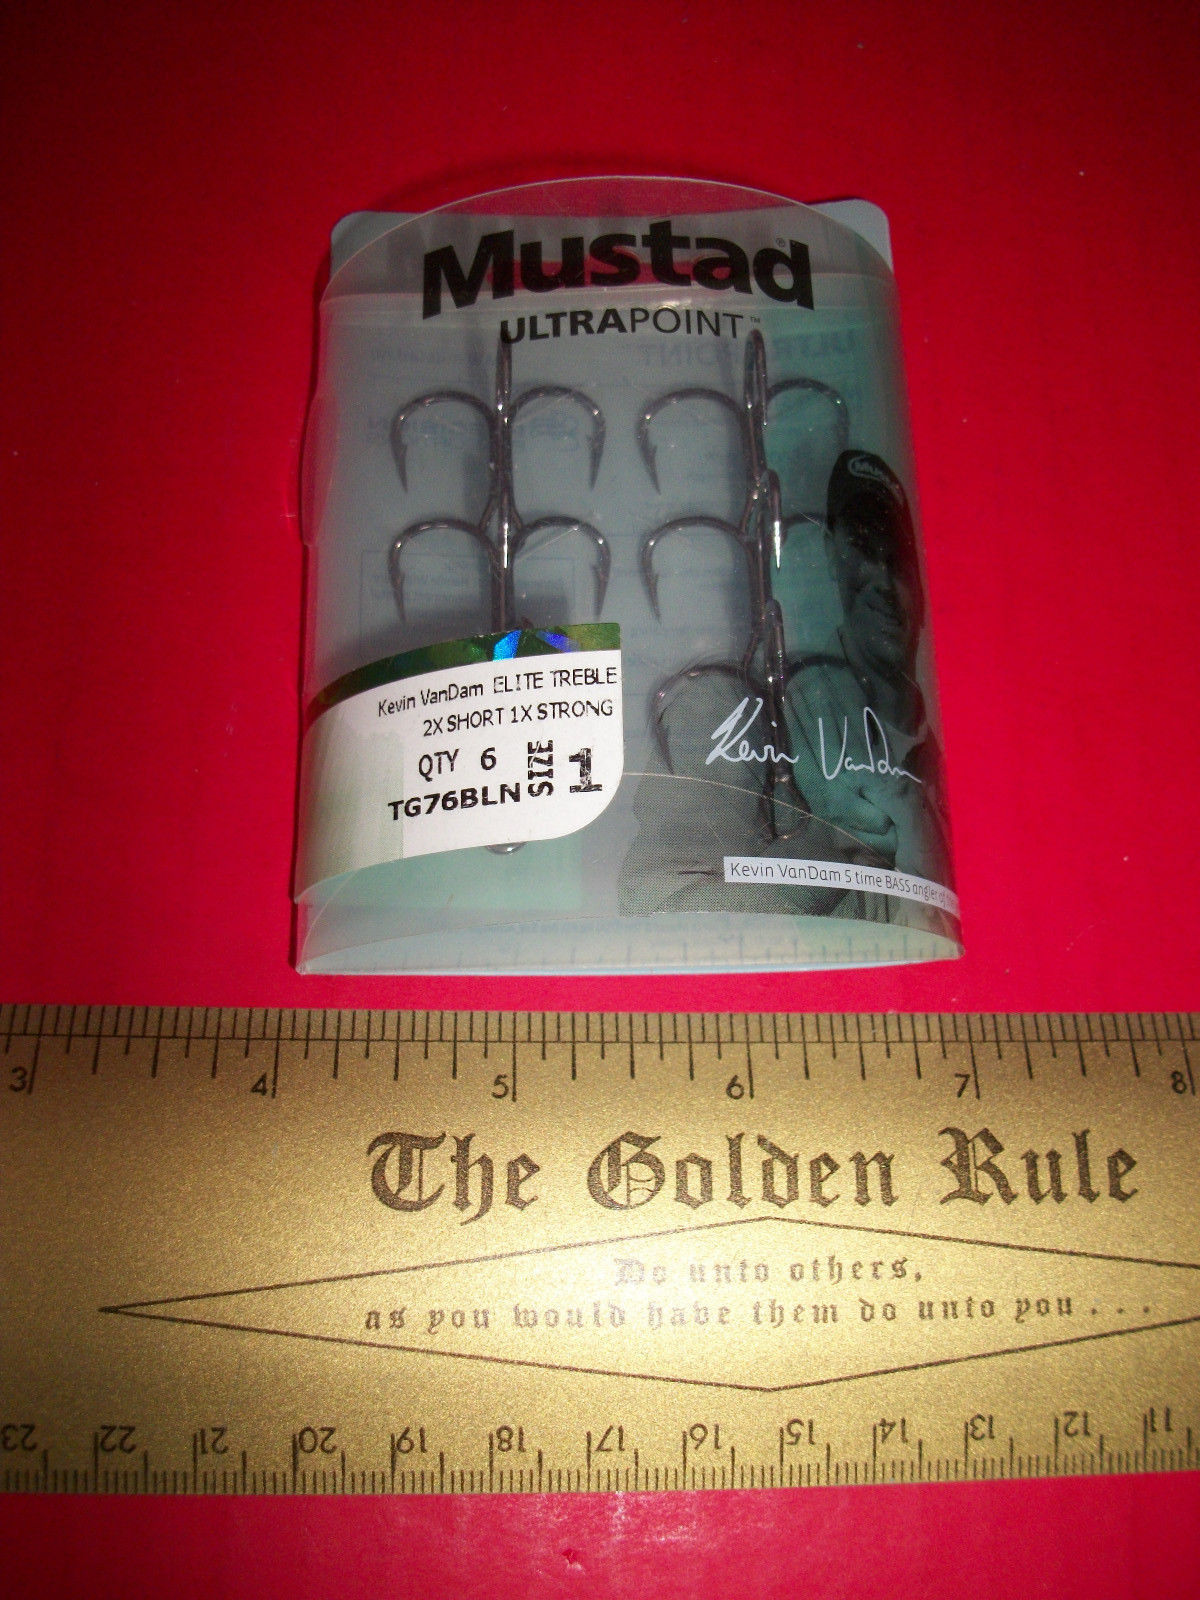 Mustad®
ULTRAPOINT™
Kevin VanDam ELITE TREBLE
2X SHORT 1X STRONG
QTY 6 SIZE 1
TG76BLN
Kevin VanDam
Kevin VanDam 5 time BASS angler
3 4 5 6 7 8
The Golden Rule
Do unto others,
as you would have them do unto you...
23 22 21 20 19 18 17 16 15 14 13 12 11